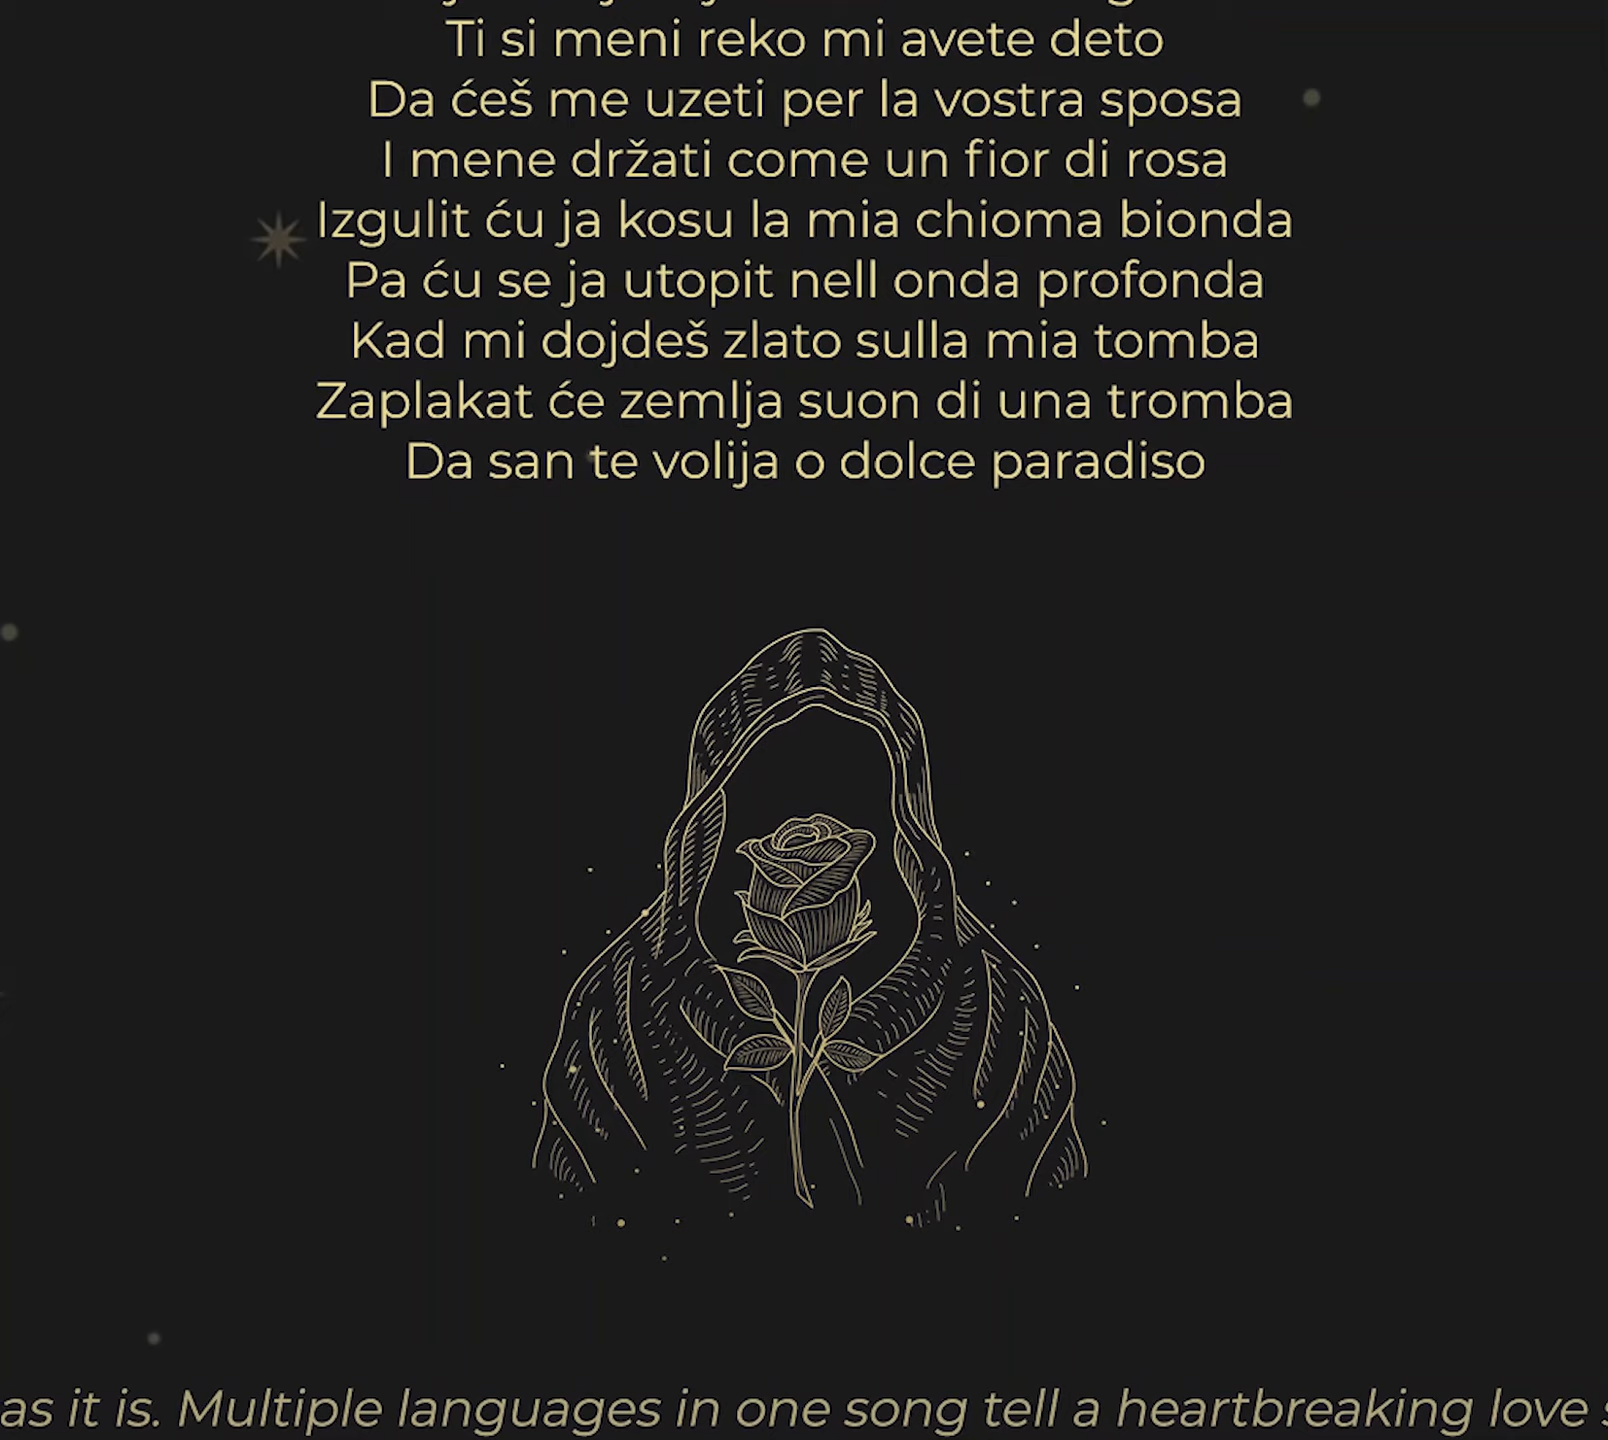 Ti si meni reko mi avete deto
Da ćeš me uzeti per la vostra sposa
I mene držati come un fior di rosa
Izgulit ću ja kosu la mia chioma bionda
Pa ću se ja utopit nell onda profonda
Kad mi dojdeš zlato sulla mia tomba
Zaplakat će zemlja suon di una tromba
Da san te volija o dolce paradiso
as it is. Multiple languages in one song tell a heartbreaking love